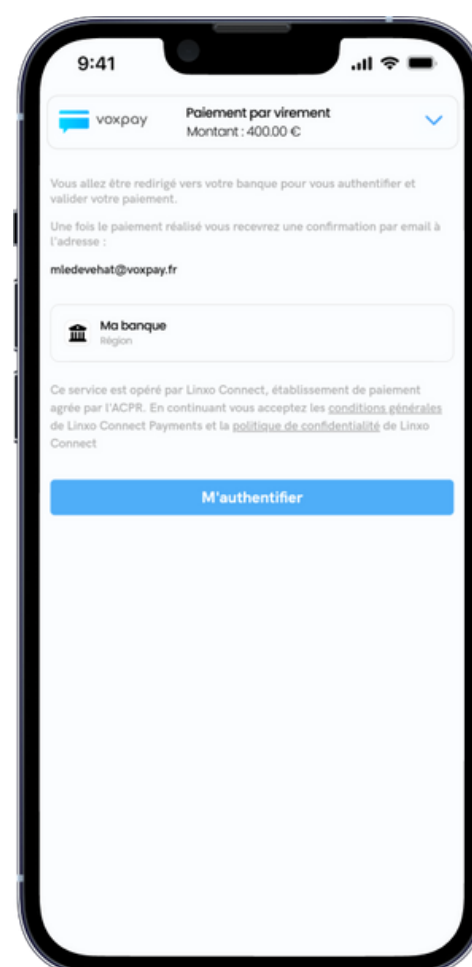 9:41
voxpay
Paiement par virement
Montant : 400.00 €
Vous allez être redirigé vers votre banque pour vous authentifier et
valider votre paiement.
Une fois le paiement réalisé vous recevrez une confirmation par email à
l'adresse :
mledevehat@voxpay.fr
Ma banque
Région
Ce service est opéré par Linxo Connect, établissement de paiement
agrée par l'ACPR. En continuant vous acceptez les conditions générales
de Linxo Connect Payments et la politique de confidentialité de Linxo
Connect
M'authentifier